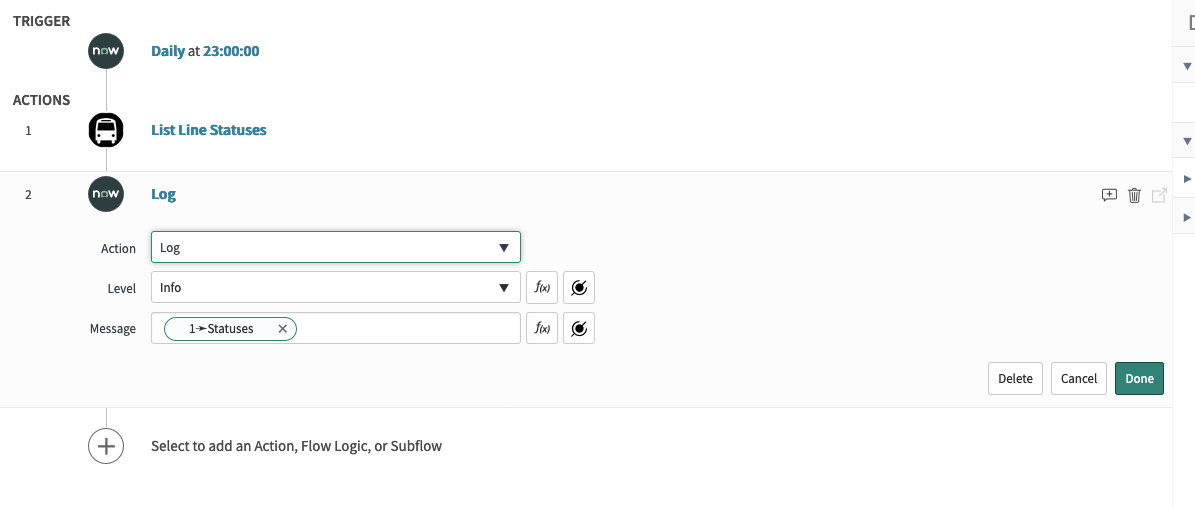 TRIGGER
now
Daily at 23:00:00
ACTIONS
1
List Line Statuses
2
now
Log
Action
Log
Level
Info
f(x)
Message
1➛Statuses
f(x)
Delete
Cancel
Done
Select to add an Action, Flow Logic, or Subflow